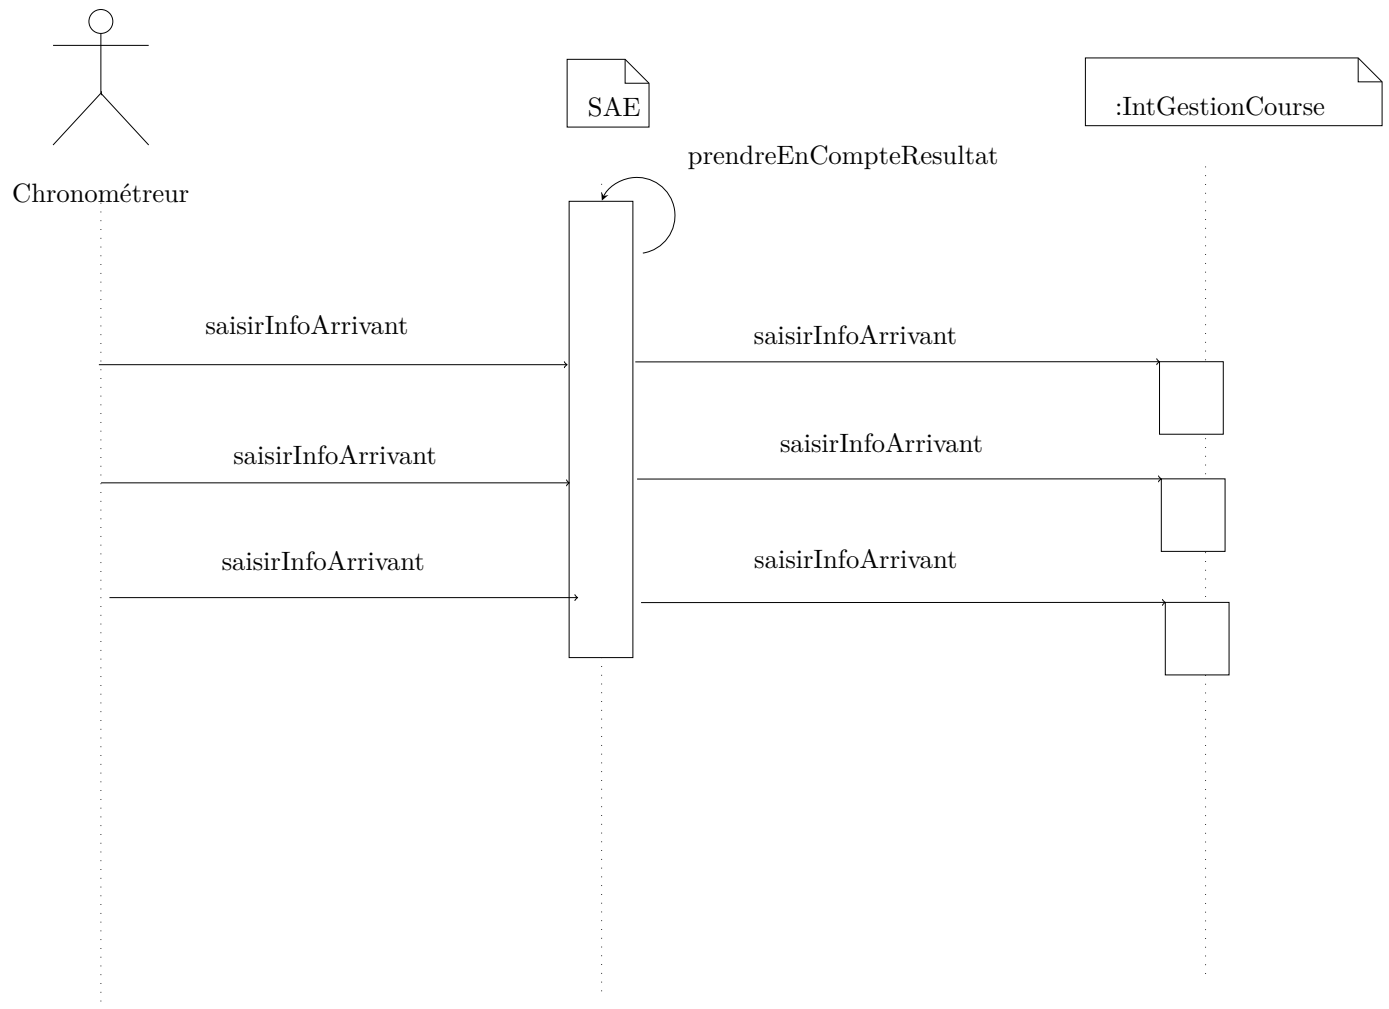 SAE
:IntGestionCourse
prendreEnCompteResultat
Chronométreur
saisirInfoArrivant
saisirInfoArrivant
saisirInfoArrivant
saisirInfoArrivant
saisirInfoArrivant
saisirInfoArrivant